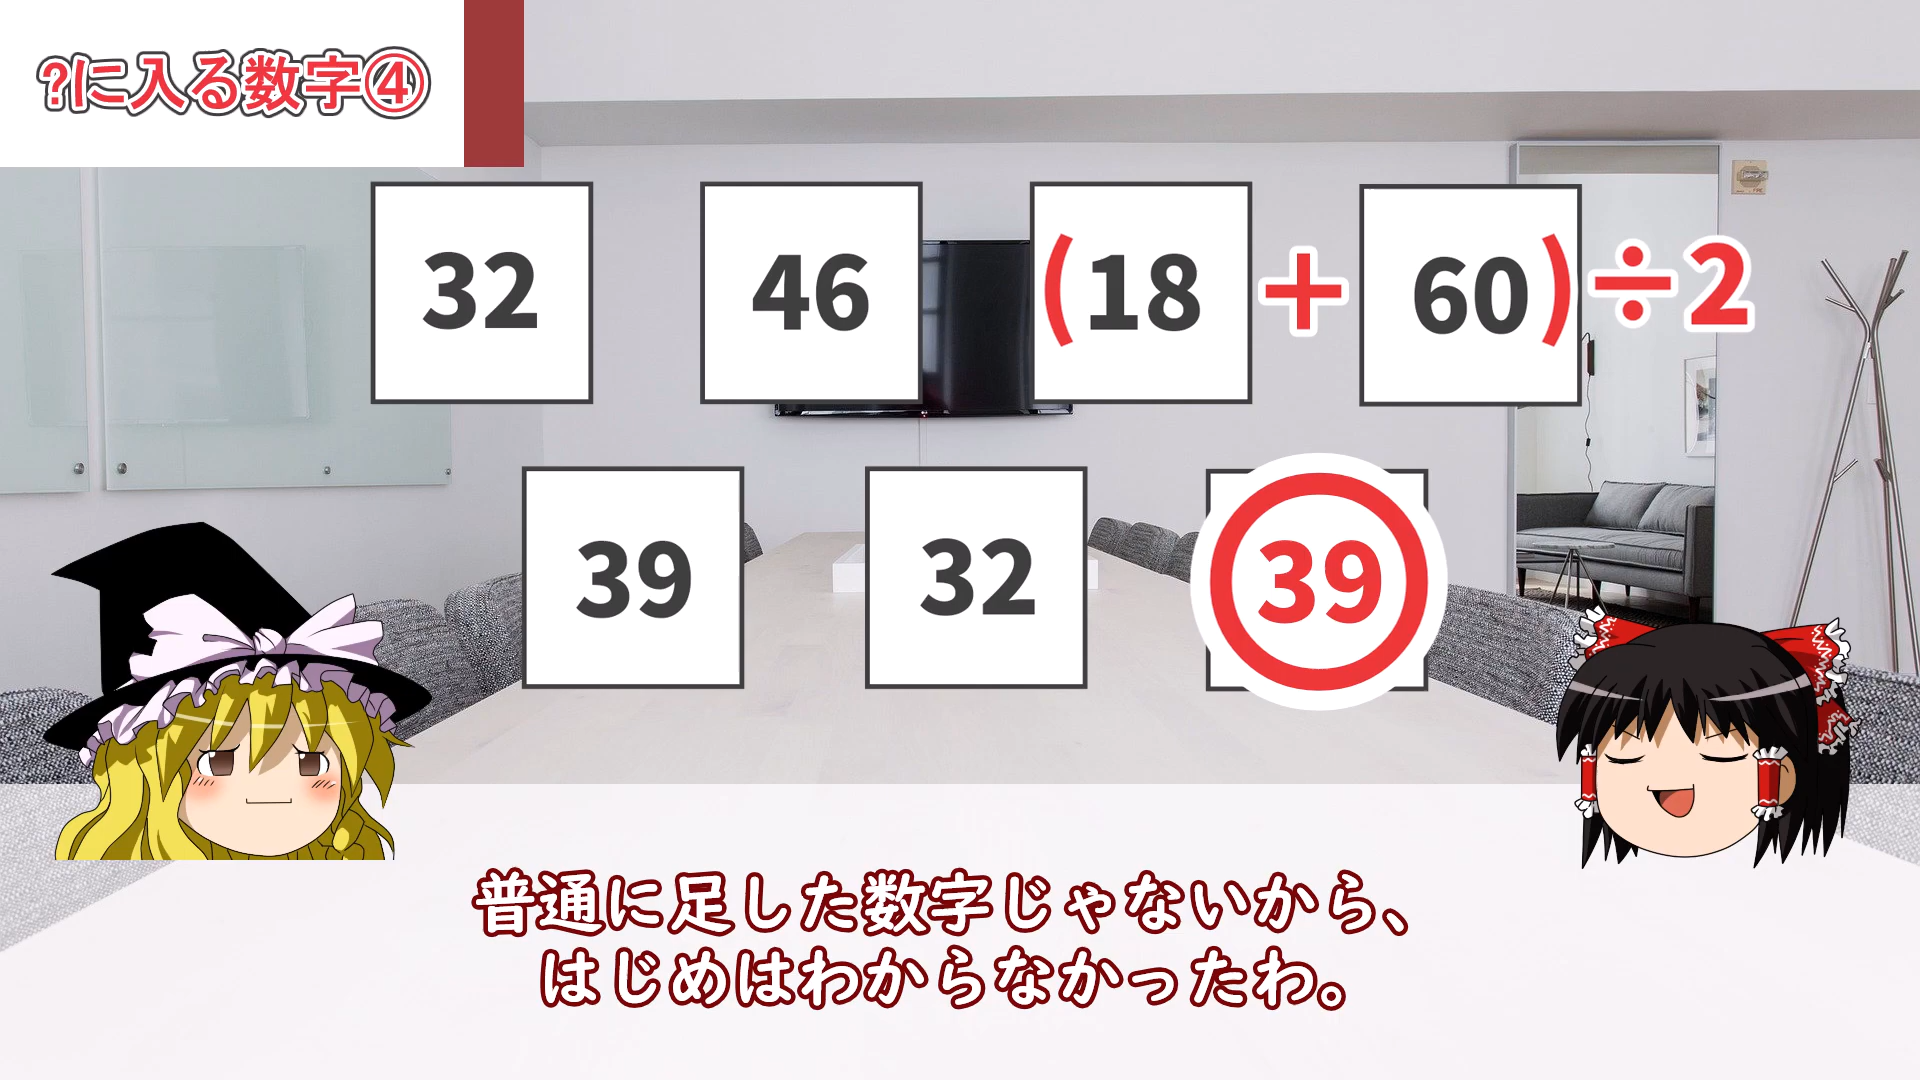 ?に入る数字④
32 46 (18 + 60)÷2
39 32 39
普通に足した数字じゃないから、
はじめはわからなかったわ。